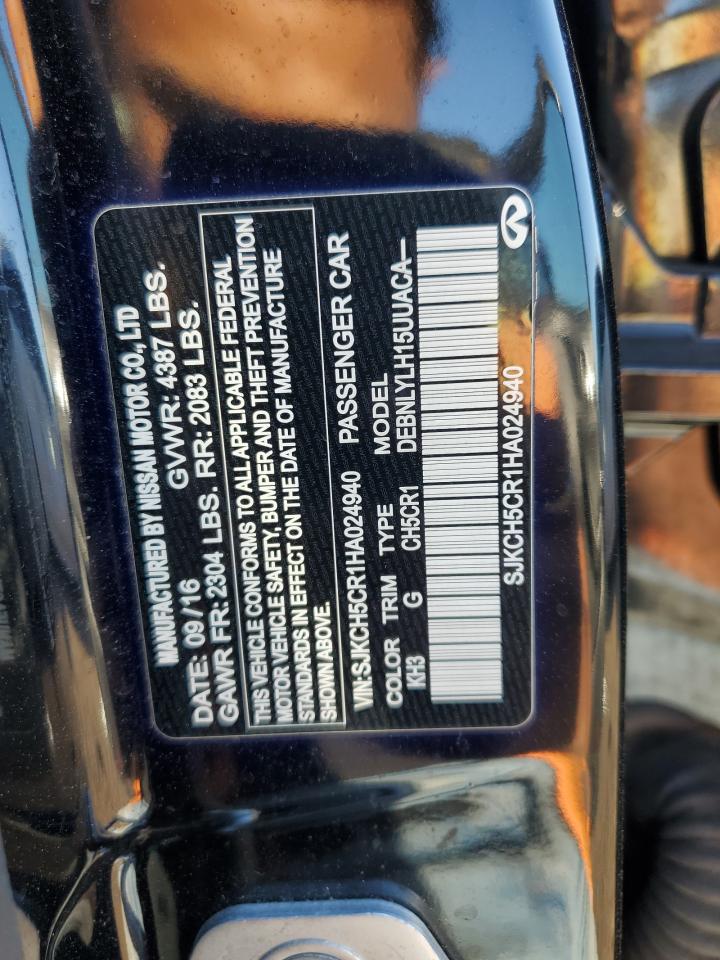 MANUFACTURED BY NISSAN MOTOR CO., LTD
DATE: 09/16 GVWR: 4387 LBS.
GAWR FR: 2304 LBS. RR: 2083 LBS.
THIS VEHICLE CONFORMS TO ALL APPLICABLE FEDERAL
MOTOR VEHICLE SAFETY, BUMPER AND THEFT PREVENTION
STANDARDS IN EFFECT ON THE DATE OF MANUFACTURE
SHOWN ABOVE.
VIN:SJKCH5CR1HA024940 PASSENGER CAR
COLOR TRIM TYPE MODEL
KH3 G CH5CR1 DEBNLYLH15UUACA—
SJKCH5CR1HA024940